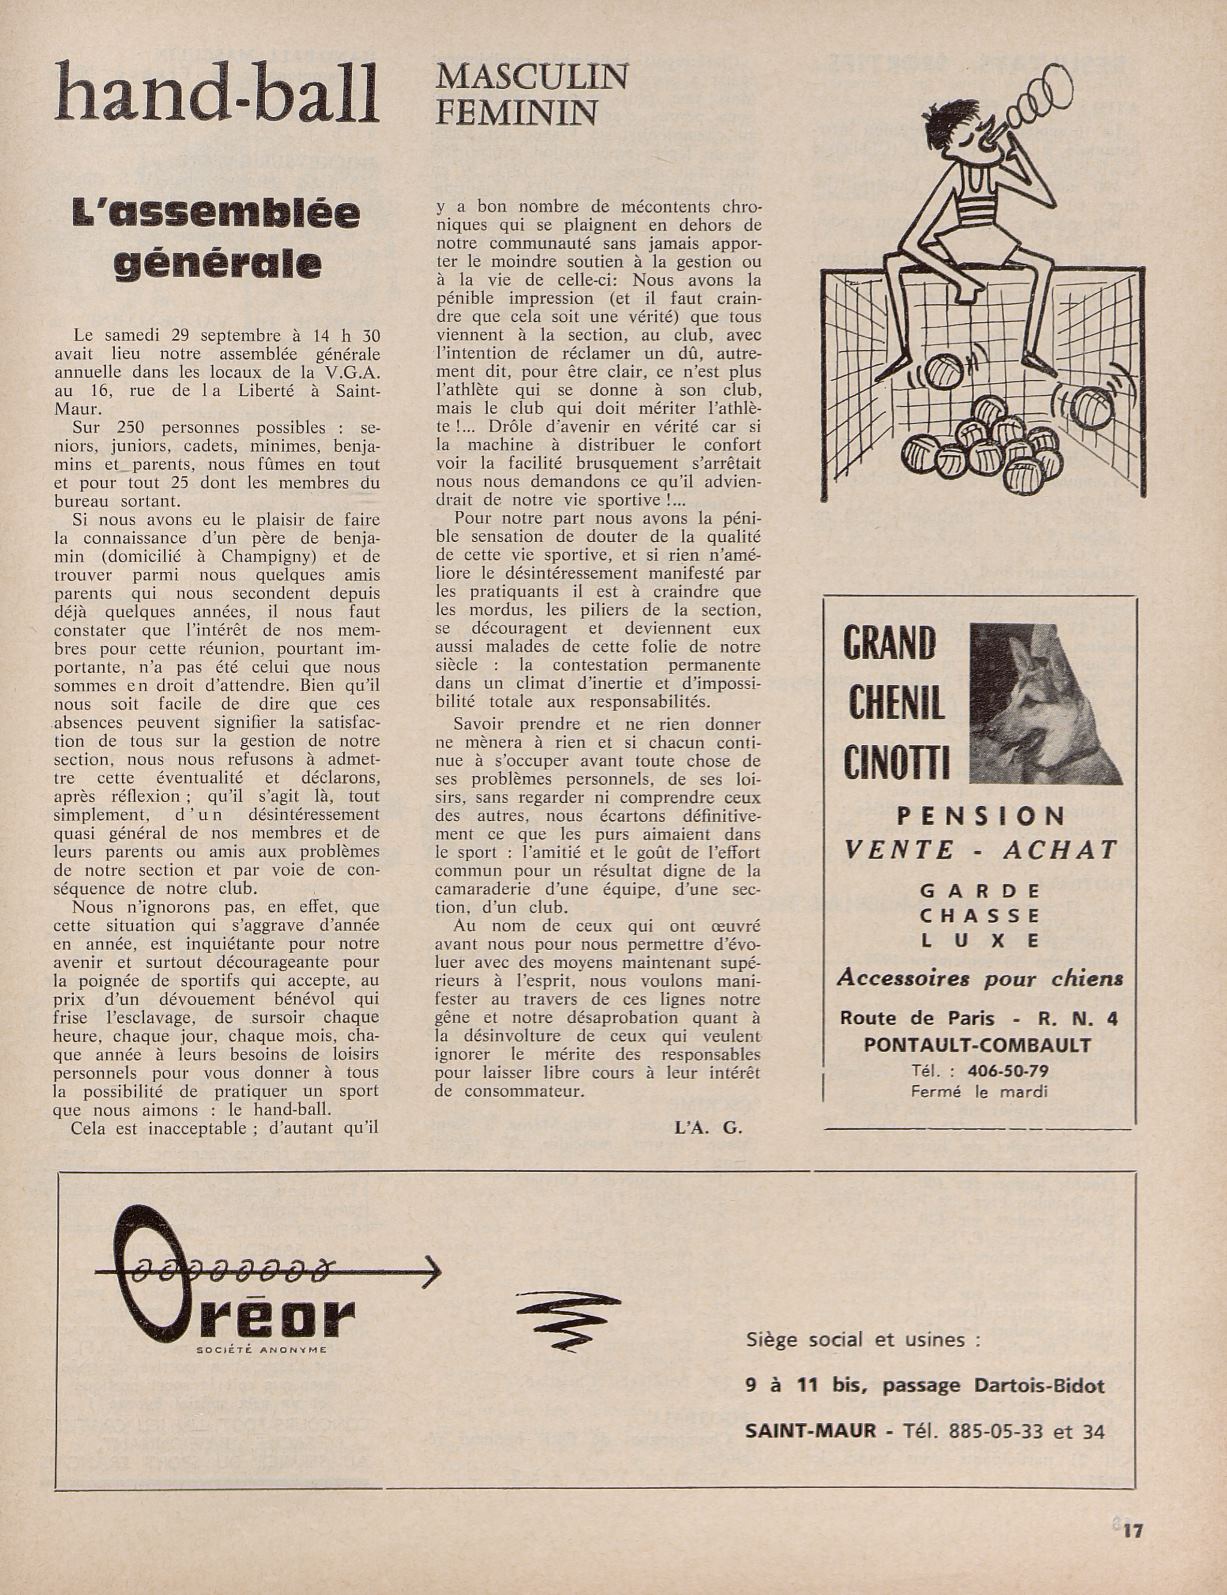 hand-ball
MASCULIN
FEMININ
L'assemblée
générale
Le samedi 29 septembre à 14 h 30
avait lieu notre assemblée générale
annuelle dans les locaux de la V.G.A.
au 16, rue de la Liberté à Saint-
Maur.
Sur 250 personnes possibles : se-
niors, juniors, cadets, minimes, benja-
mins et parents, nous fûmes en tout
et pour tout 25 dont les membres du
bureau sortant.
Si nous avons eu le plaisir de faire
la connaissance d'un père de benja-
min (domicilié à Champigny) et de
trouver parmi nous quelques amis
parents qui nous secondent depuis
déjà quelques années, il nous faut
constater que l'intérêt de nos mem-
bres pour cette réunion, pourtant im-
portante, n'a pas été celui que nous
sommes en droit d'attendre. Bien qu'il
nous soit facile de dire que ces
absences peuvent signifier la satisfac-
tion de tous sur la gestion de notre
section, nous nous refusons à admet-
tre cette éventualité et déclarons,
après réflexion ; qu'il s'agit là, tout
simplement, d'un désintéressement
quasi général de nos membres et de
leurs parents ou amis aux problèmes
de notre section et par voie de con-
séquence de notre club.
Nous n'ignorons pas, en effet, que
cette situation qui s'aggrave d'année
en année, est inquiétante pour notre
avenir et surtout décourageante pour
la poignée de sportifs qui accepte, au
prix d'un dévouement bénévol qui
frise l'esclavage, de sursoir chaque
heure, chaque jour, chaque mois, cha-
que année à leurs besoins de loisirs
personnels pour vous donner à tous
la possibilité de pratiquer un sport
que nous aimons : le hand-ball.
Cela est inacceptable ; d'autant qu'il
y a bon nombre de mécontents chro-
niques qui se plaignent en dehors de
notre communauté sans jamais appor-
ter le moindre soutien à la gestion ou
à la vie de celle-ci: Nous avons la
pénible impression (et il faut crain-
dre que cela soit une vérité) que tous
viennent à la section, au club, avec
l'intention de réclamer un dû, autre-
ment dit, pour être clair, ce n'est plus
l'athlète qui se donne à son club,
mais le club qui doit mériter l'athlè-
te !... Drôle d'avenir en vérité car si
la machine à distribuer le confort
voir la facilité brusquement s'arrêtait
nous nous demandons ce qu'il advien-
drait de notre vie sportive !...
Pour notre part nous avons la péni-
ble sensation de douter de la qualité
de cette vie sportive, et si rien n'amé-
liore le désintéressement manifesté par
les pratiquants il est à craindre que
les mordus, les piliers de la section,
se découragent et deviennent eux
aussi malades de cette folie de notre
siècle : la contestation permanente
dans un climat d'inertie et d'impossi-
bilité totale aux responsabilités.
Savoir prendre et ne rien donner
ne mènera à rien et si chacun conti-
nue à s'occuper avant toute chose de
ses problèmes personnels, de ses loi-
sirs, sans regarder ni comprendre ceux
des autres, nous écartons définitive-
ment ce que les purs aimaient dans
le sport : l'amitié et le goût de l'effort
commun pour un résultat digne de la
camaraderie d'une équipe, d'une sec-
tion, d'un club.
Au nom de ceux qui ont œuvré
avant nous pour nous permettre d'évo-
luer avec des moyens maintenant supé-
rieurs à l'esprit, nous voulons mani-
fester au travers de ces lignes notre
gêne et notre désaprobation quant à
la désinvolture de ceux qui veulent
ignorer le mérite des responsables
pour laisser libre cours à leur intérêt
de consommateur.
L'A. G.
GRAND
CHENIL
CINOTTI
PENSION
VENTE - ACHAT
GARDE
CHASSE
LUXE
Accessoires pour chiens
Route de Paris - R. N. 4
PONTAULT-COMBAULT
Tél. : 406-50-79
Fermé le mardi
Oréor
SOCIÉTÉ ANONYME
Siège social et usines :
9 à 11 bis, passage Dartois-Bidot
SAINT-MAUR - Tél. 885-05-33 et 34
17